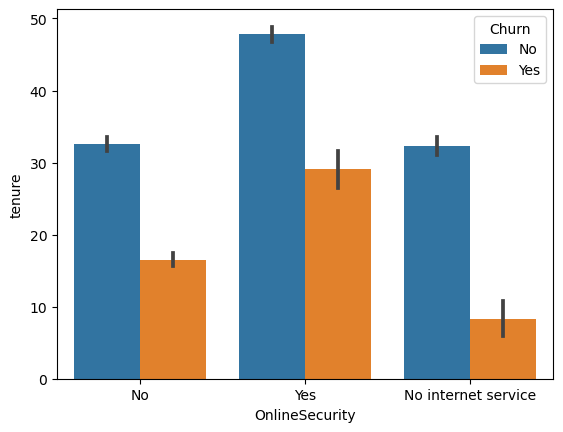 50
40
30
20
10
0
tenure
Churn
No
Yes
No
Yes
No internet service
OnlineSecurity